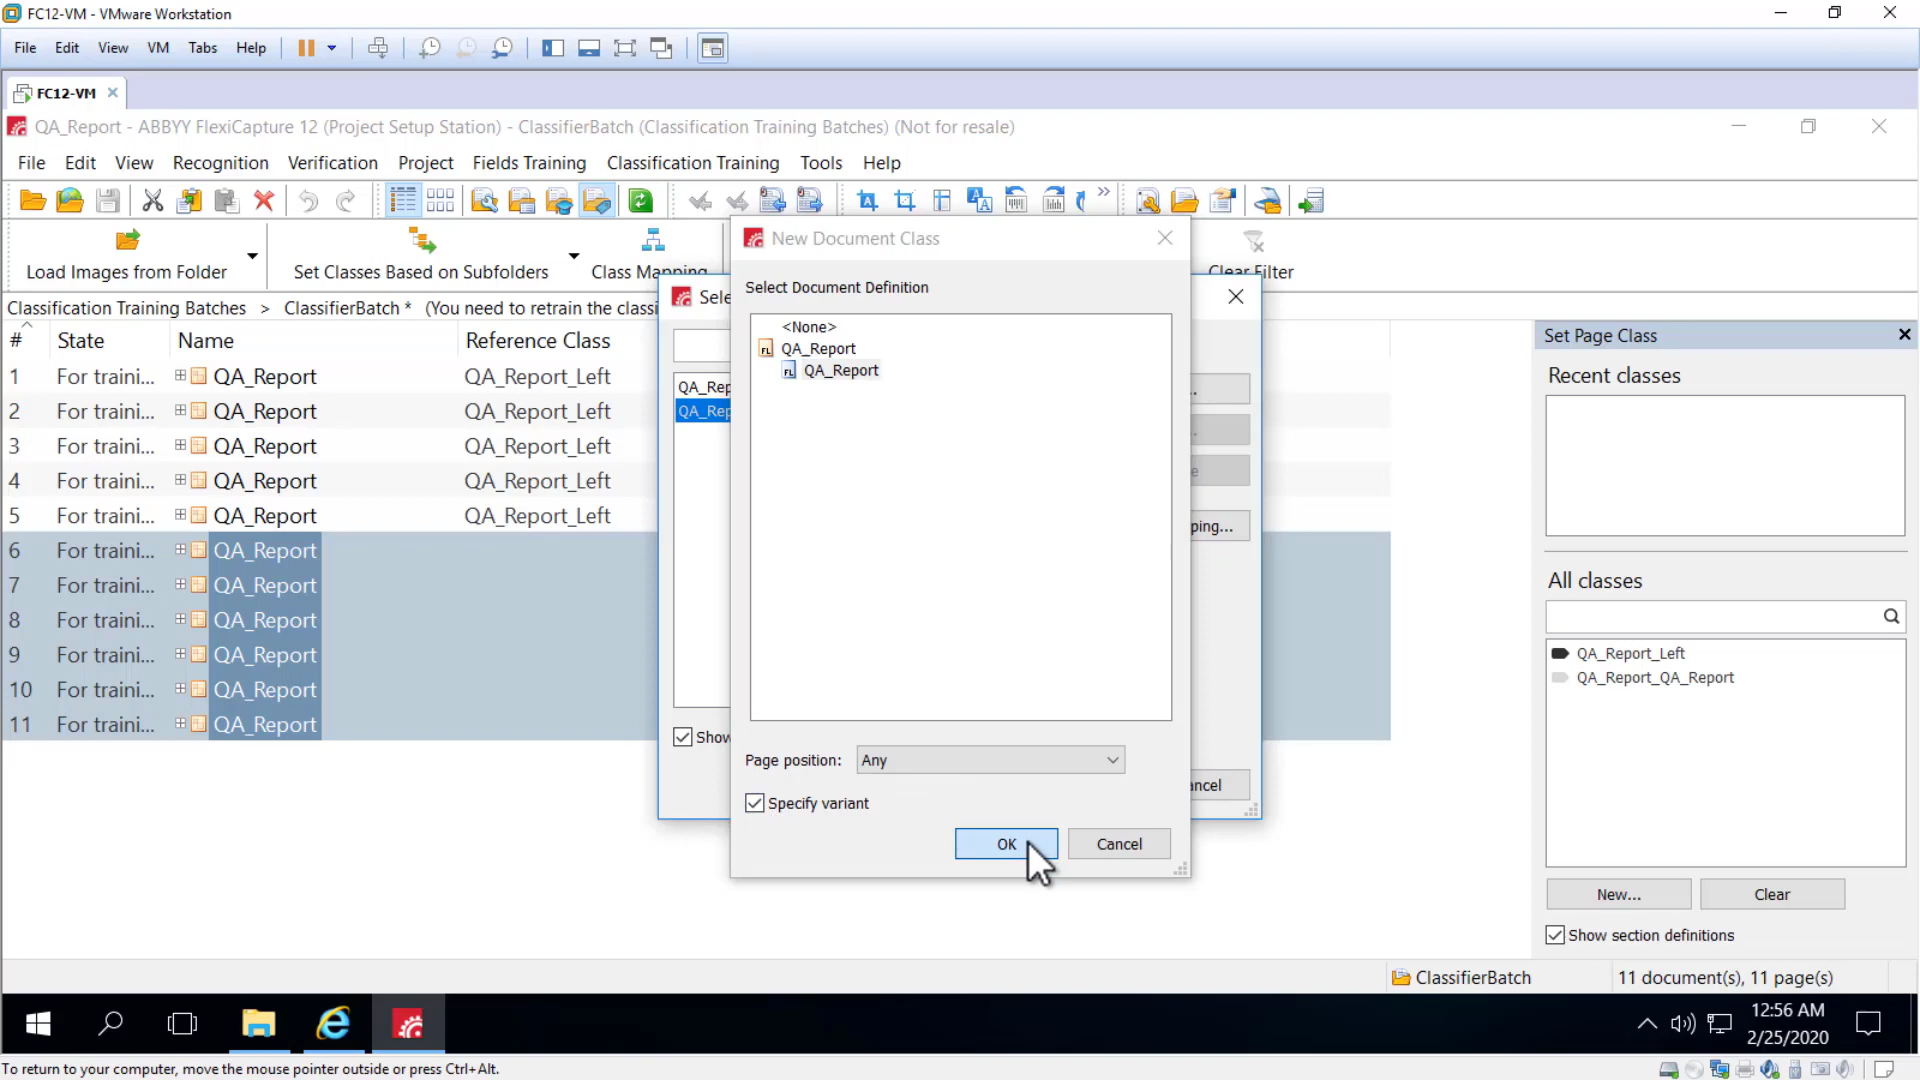 FC12-VM - VMware Workstation
File Edit View VM Tabs Help
FC12-VM
QA_Report - ABBYY FlexiCapture 12 (Project Setup Station) - ClassifierBatch (Classification Training Batches) (Not for resale)
File Edit View Recognition Verification Project Fields Training Classification Training Tools Help
Load Images from Folder Set Classes Based on Subfolders Class Mapping Clear Filter
Classification Training Batches > ClassifierBatch * (You need to retrain the classi
# State Name Reference Class
1 For traini... QA_Report QA_Report_Left
2 For traini... QA_Report QA_Report_Left
3 For traini... QA_Report QA_Report_Left
4 For traini... QA_Report QA_Report_Left
5 For traini... QA_Report QA_Report_Left
6 For traini... QA_Report
7 For traini... QA_Report
8 For traini... QA_Report
9 For traini... QA_Report
10 For traini... QA_Report
11 For traini... QA_Report
Sele
QA_Rep
QA_Rep
Show
ping...
ancel
New Document Class
Select Document Definition
<None>
QA_Report
QA_Report
Page position: Any
Specify variant
OK Cancel
Set Page Class
Recent classes
All classes
QA_Report_Left
QA_Report_QA_Report
New... Clear
Show section definitions
ClassifierBatch 11 document(s), 11 page(s)
12:56 AM
2/25/2020
To return to your computer, move the mouse pointer outside or press Ctrl+Alt.